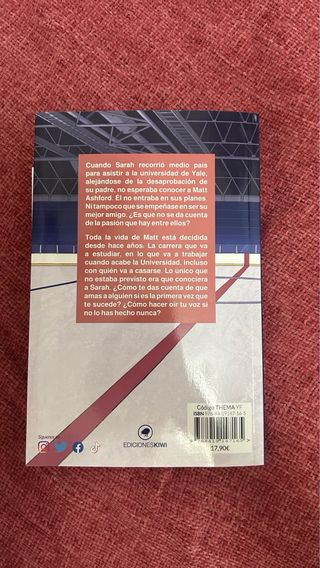 Cuando Sarah recorrió medio país
para asistir a la universidad de Yale,
alejándose de la desaprobación de
su padre, no esperaba conocer a Matt
Ashford. Él no entraba en sus planes.
Ni tampoco que se empeñase en ser su
mejor amigo. ¿Es que no se da cuenta
de la pasión que hay entre ellos?
Toda la vida de Matt está decidida
desde hace años: La carrera que va
a estudiar, en lo que va a trabajar
cuando acabe la Universidad, incluso
con quién va a casarse. Lo único que
no estaba previsto era que conociera
a Sarah. ¿Cómo te das cuenta de que
amas a alguien si es la primera vez que
te sucede? ¿Cómo hacer oír tu voz si
no lo has hecho nunca?
Código THEMA YF
ISBN 978-84-19147-14-5
17,90€
Síguenos
EDICIONESKIWI